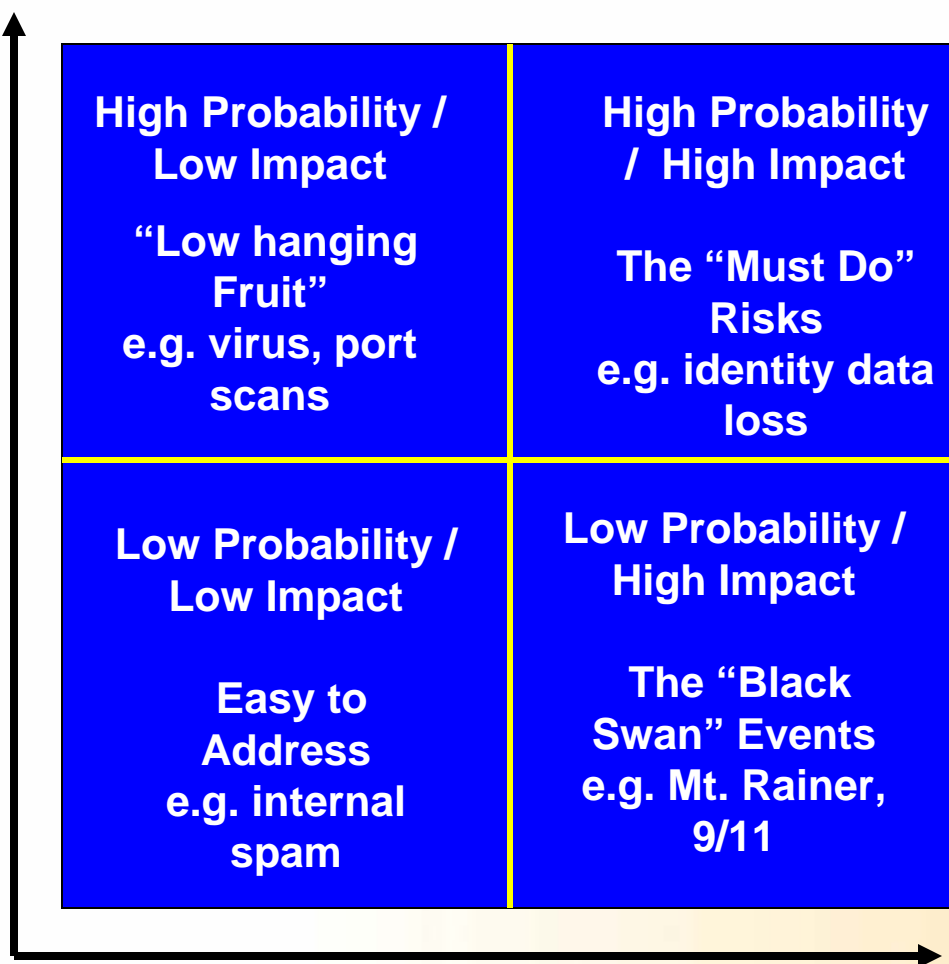 High Probability /
Low Impact
“Low hanging
Fruit”
e.g. virus, port
scans
High Probability
/ High Impact
The “Must Do”
Risks
e.g. identity data
loss
Low Probability /
Low Impact
Easy to
Address
e.g. internal
spam
Low Probability /
High Impact
The “Black
Swan” Events
e.g. Mt. Rainer,
9/11